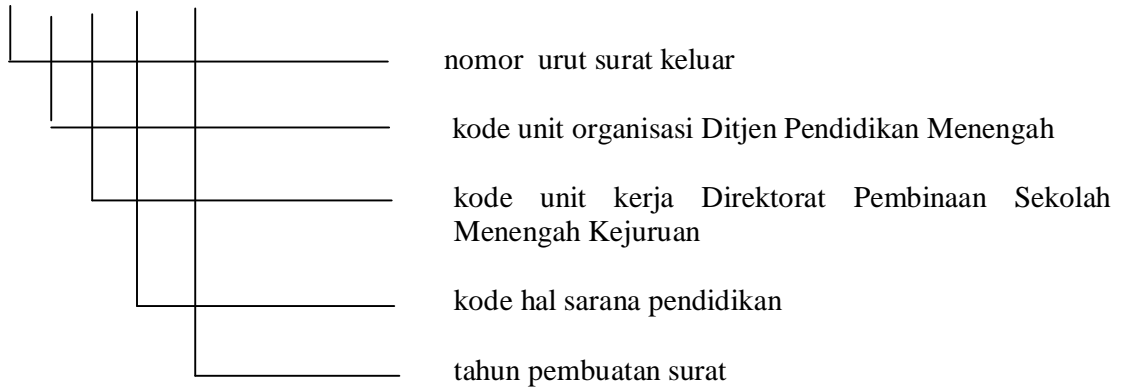 nomor urut surat keluar
kode unit organisasi Ditjen Pendidikan Menengah
kode unit kerja Direktorat Pembinaan Sekolah
Menengah Kejuruan
kode hal sarana pendidikan
tahun pembuatan surat